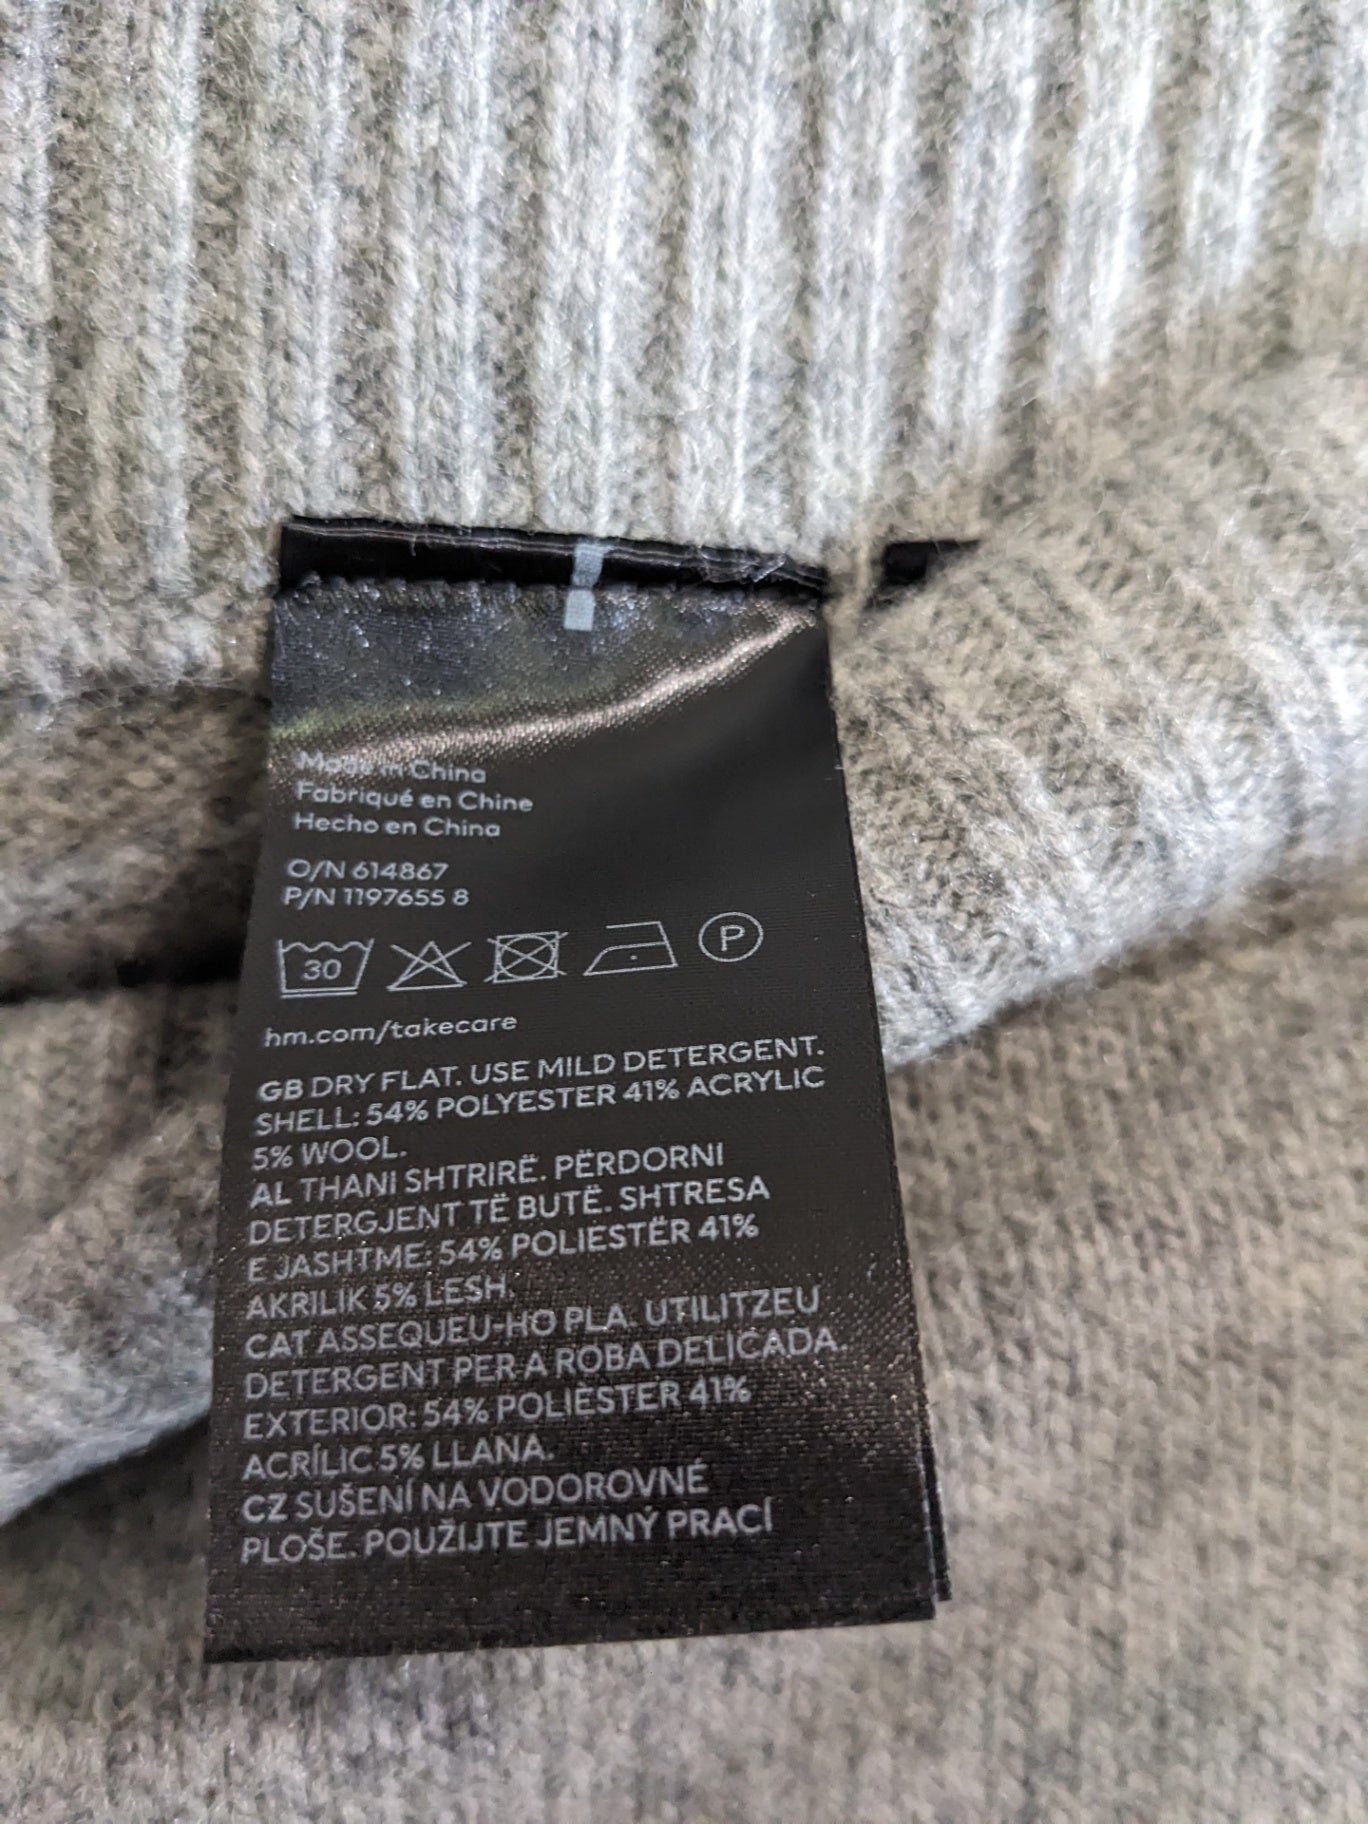 Made in China
Fabriqué en Chine
Hecho en China
O/N 614867
P/N 1197655 8
30 P
hm.com/takecare
GB DRY FLAT. USE MILD DETERGENT.
SHELL: 54% POLYESTER 41% ACRYLIC
5% WOOL.
AL THANI SHTRIRË. PËRDORNI
DETERGJENT TË BUTË. SHTRESA
E JASHTME: 54% POLIESTËR 41%
AKRILIK 5% LESH.
CAT ASSEQUEU-HO PLA. UTILITZEU
DETERGENT PER A ROBA DELICADA.
EXTERIOR: 54% POLIÈSTER 41%
ACRÍLIC 5% LLANA.
CZ SUŠENÍ NA VODOROVNÉ
PLOŠE. POUŽIJTE JEMNÝ PRACÍ